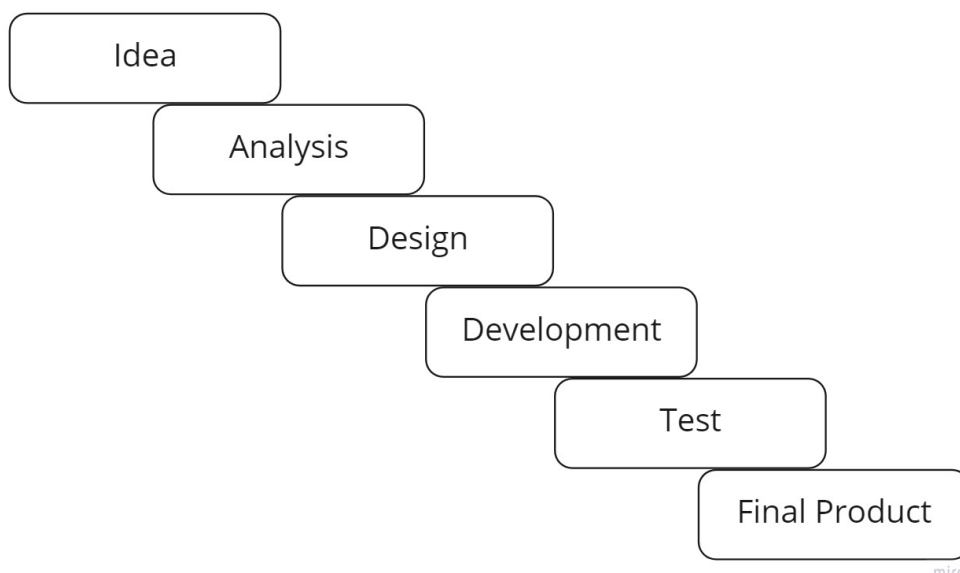 Idea
Analysis
Design
Development
Test
Final Product